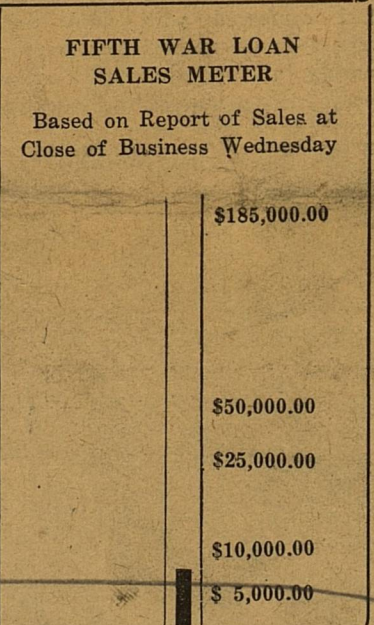 FIFTH WAR LOAN
SALES METER
Based on Report of Sales at
Close of Business Wednesday
$185,000.00
$50,000.00
$25,000.00
$10,000.00
$ 5,000.00